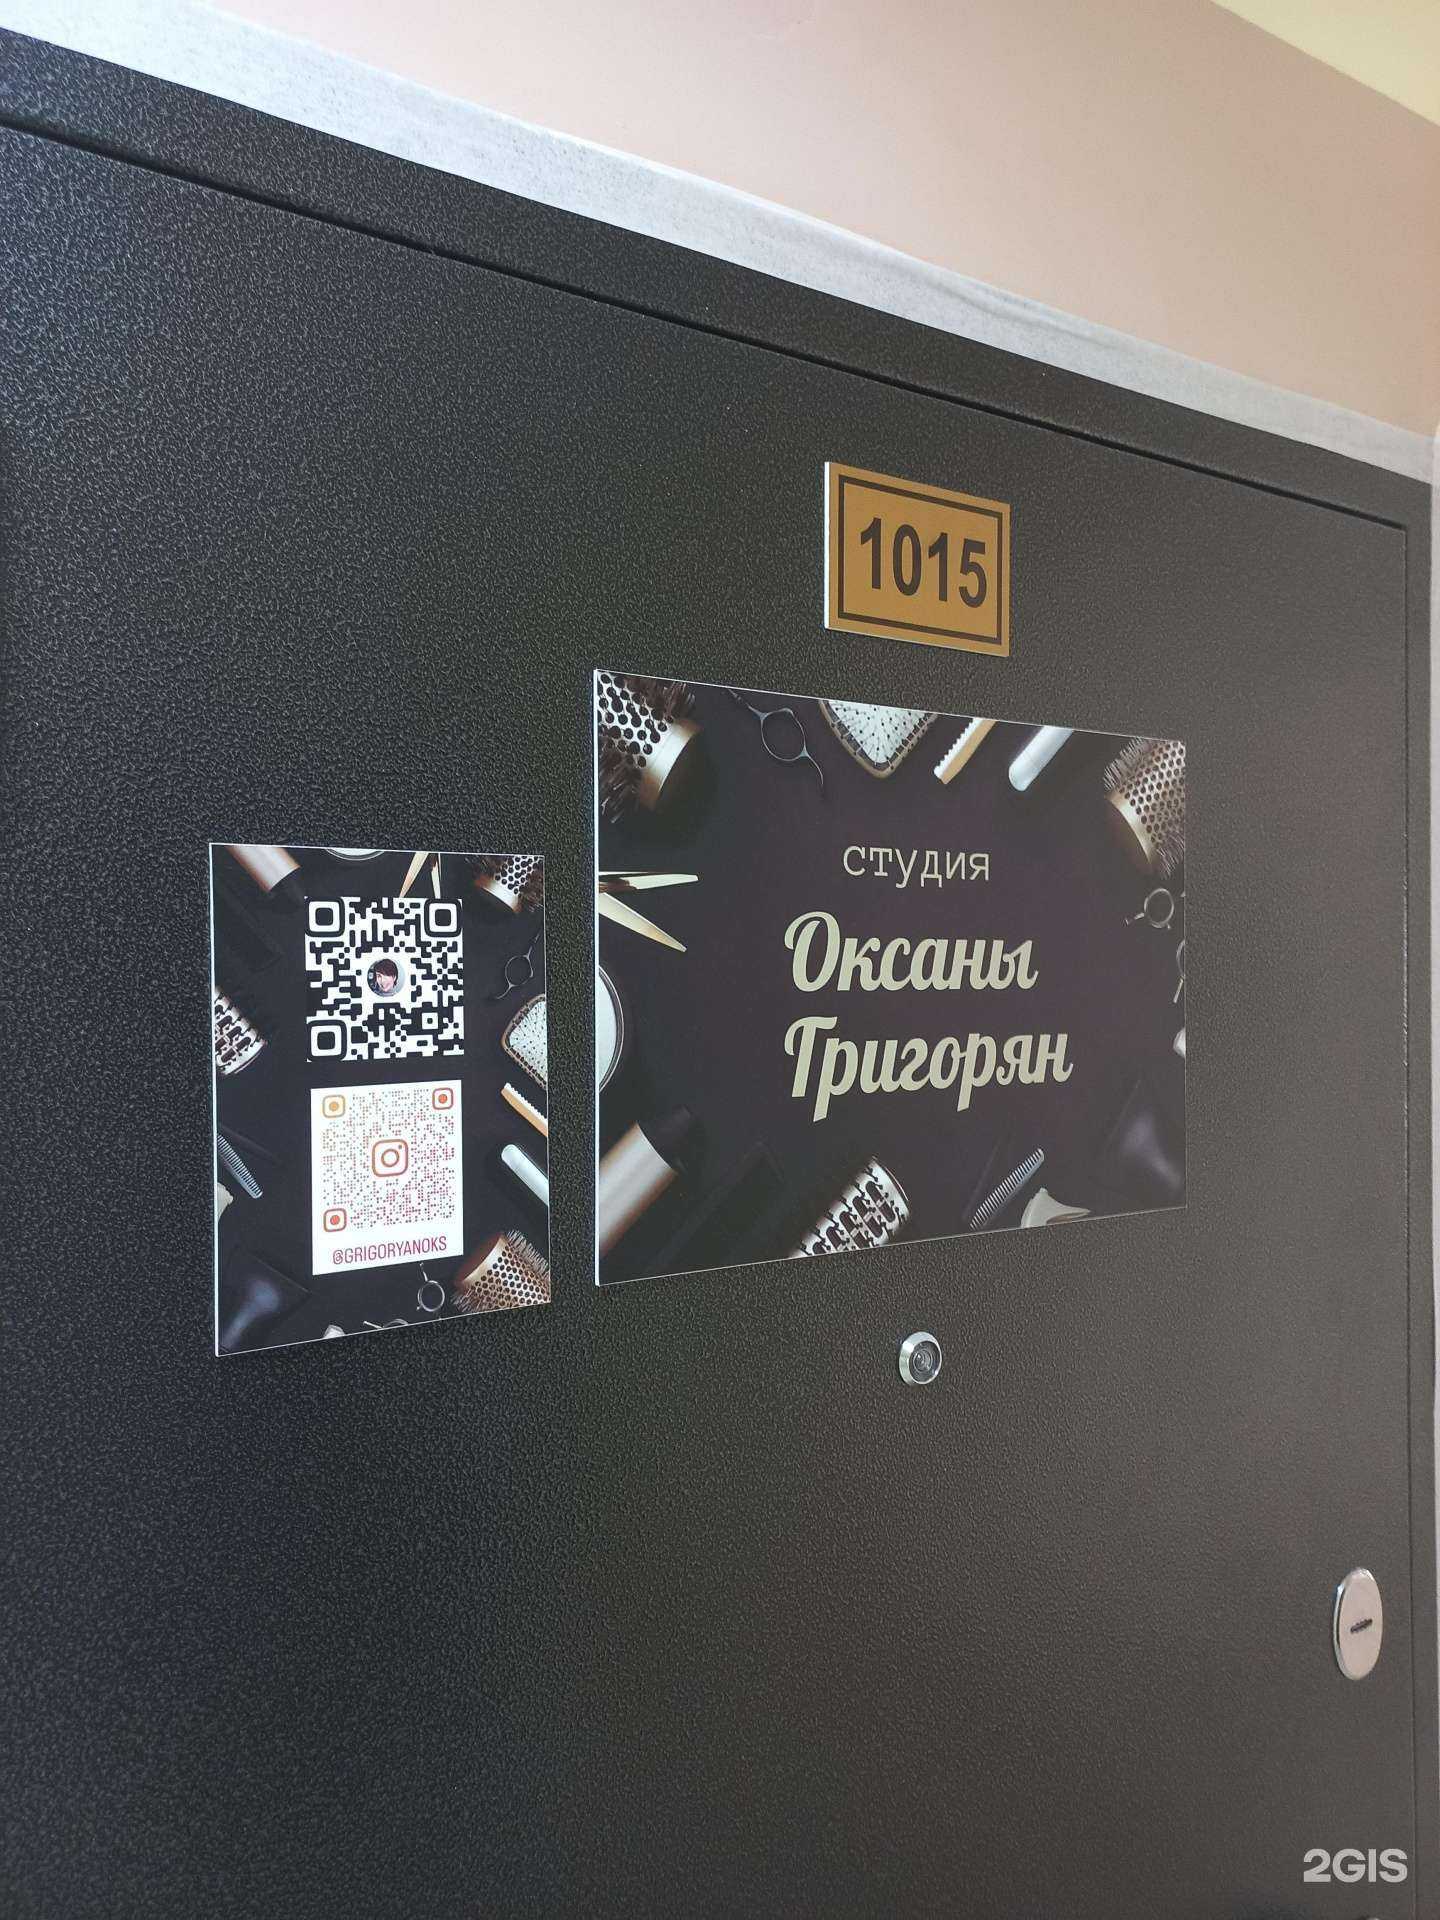 1015
студия
Оксаны
Григорян
@GRIGORYANOKS
2GIS